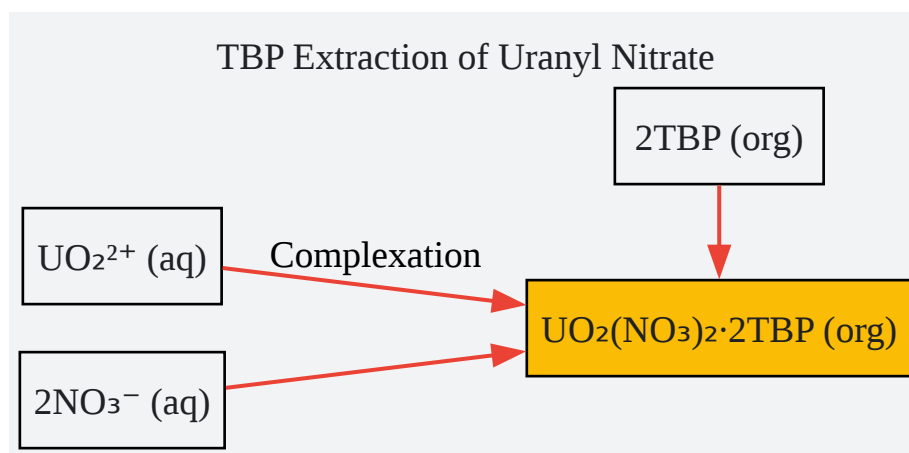 TBP Extraction of Uranyl Nitrate
2TBP (org)
UO₂²⁺ (aq)
Complexation
UO₂(NO₃)₂·2TBP (org)
2NO₃⁻ (aq)